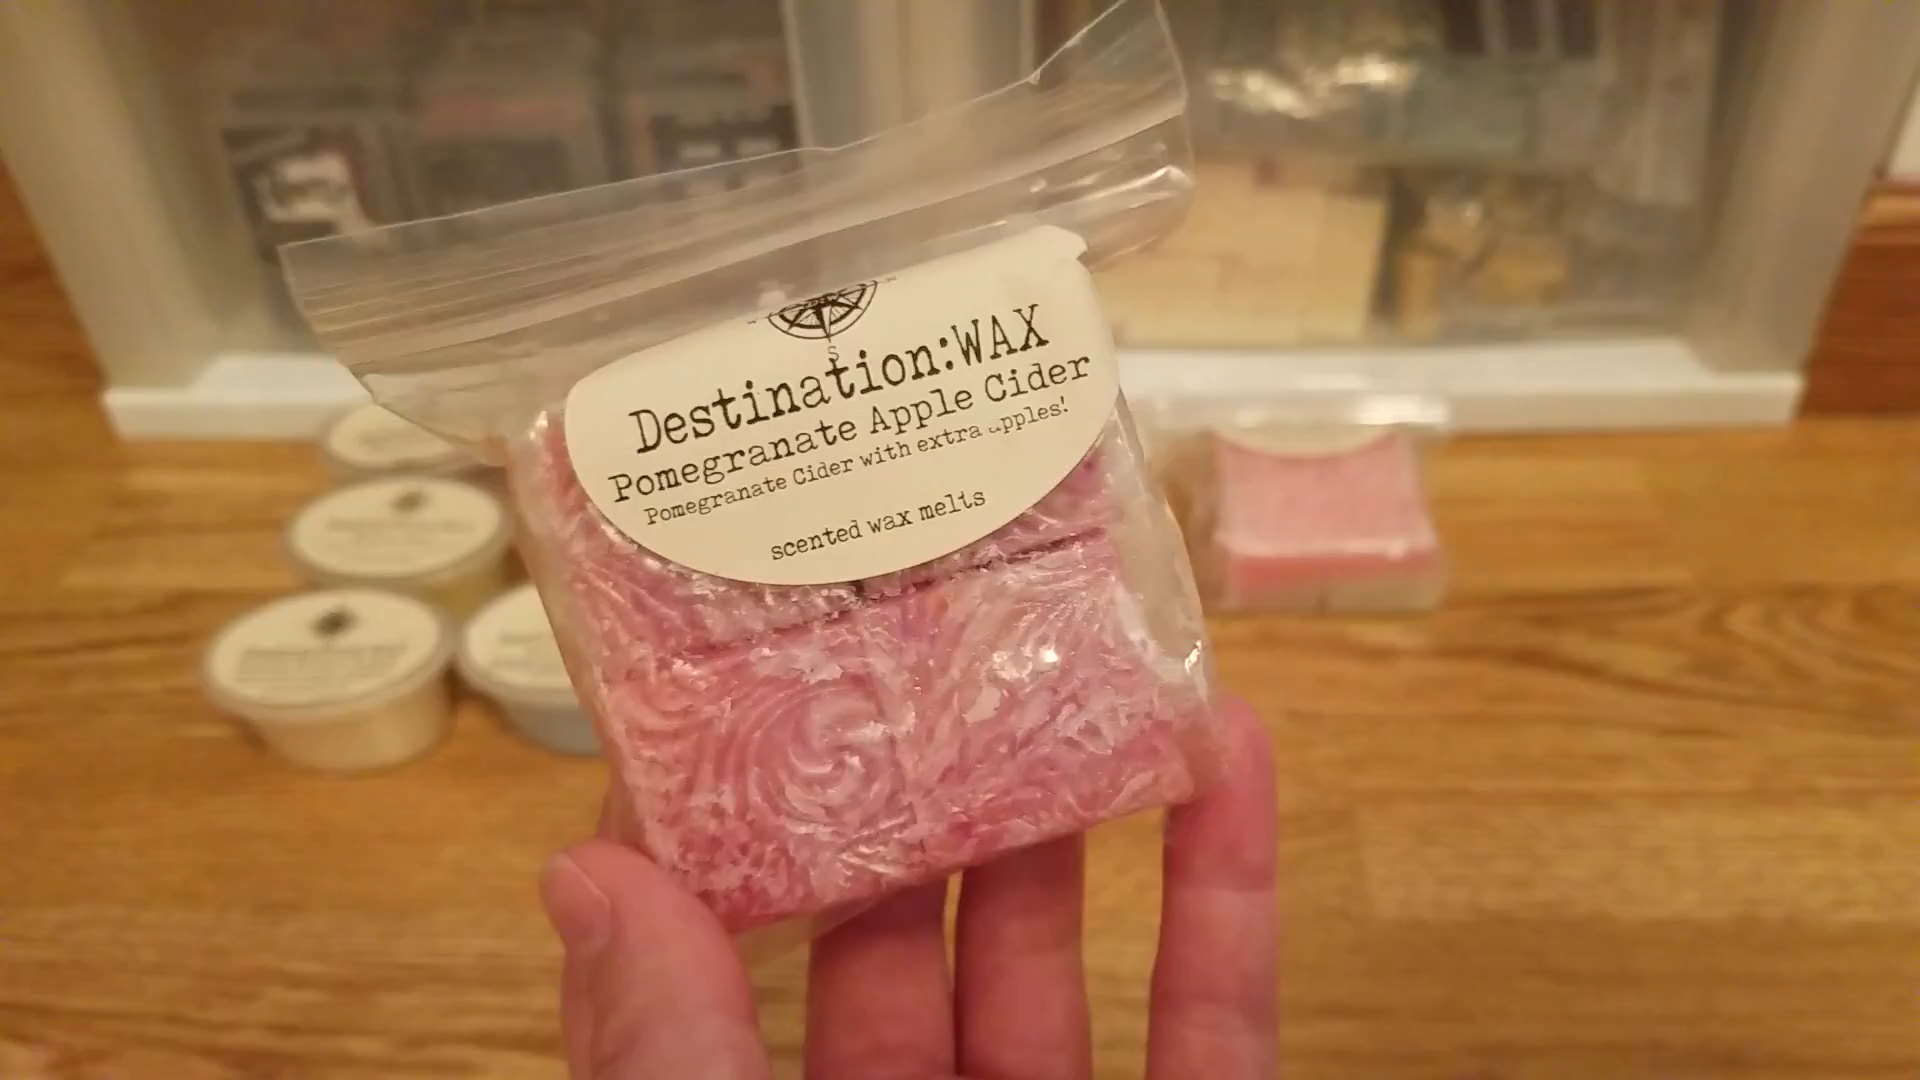 S
Destination:WAX
Pomegranate Apple Cider
Pomegranate Cider with extra apples!
scented wax melts